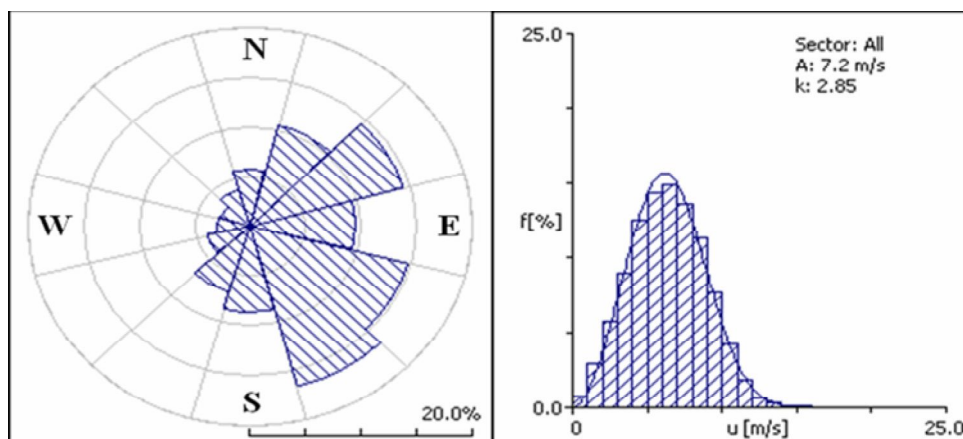 N
W
E
S
20.0%
25.0
Sector: All
A: 7.2 m/s
k: 2.85
f[%]
0.0
0
u [m/s]
25.0